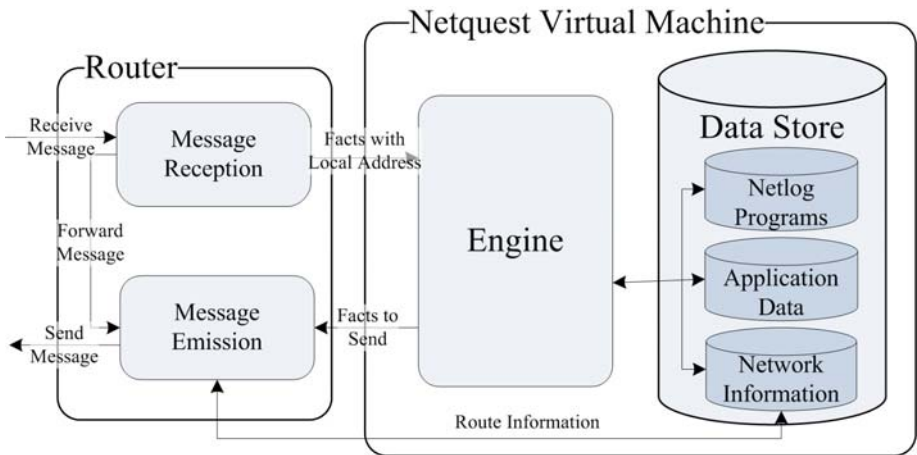 Netquest Virtual Machine
Router
Receive
Message
Message
Reception
Facts with
Local Address
Forward
Message
Message
Emission
Send
Message
Facts to
Send
Engine
Data Store
Netlog
Programs
Application
Data
Network
Information
Route Information